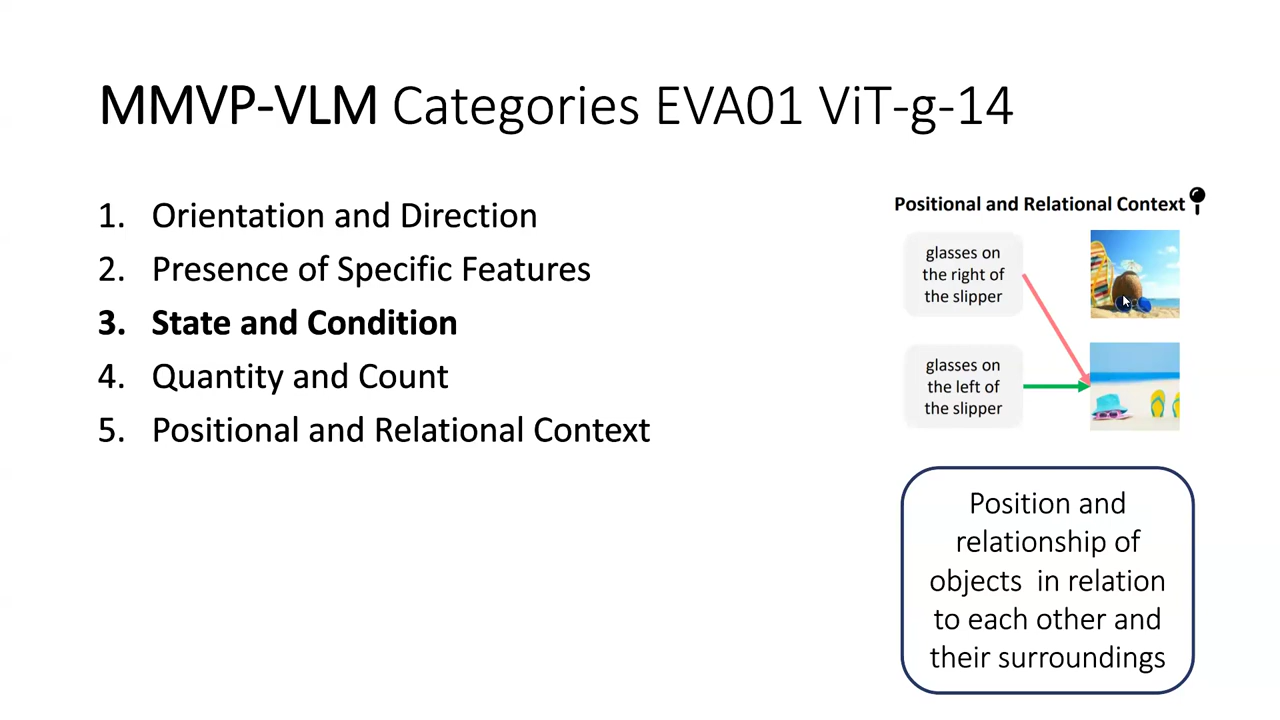 MMVP-VLM Categories EVA01 ViT-g-14
1. Orientation and Direction
2. Presence of Specific Features
3. State and Condition
4. Quantity and Count
5. Positional and Relational Context
Positional and Relational Context
glasses on
the right of
the slipper
glasses on
the left of
the slipper
Position and
relationship of
objects in relation
to each other and
their surroundings